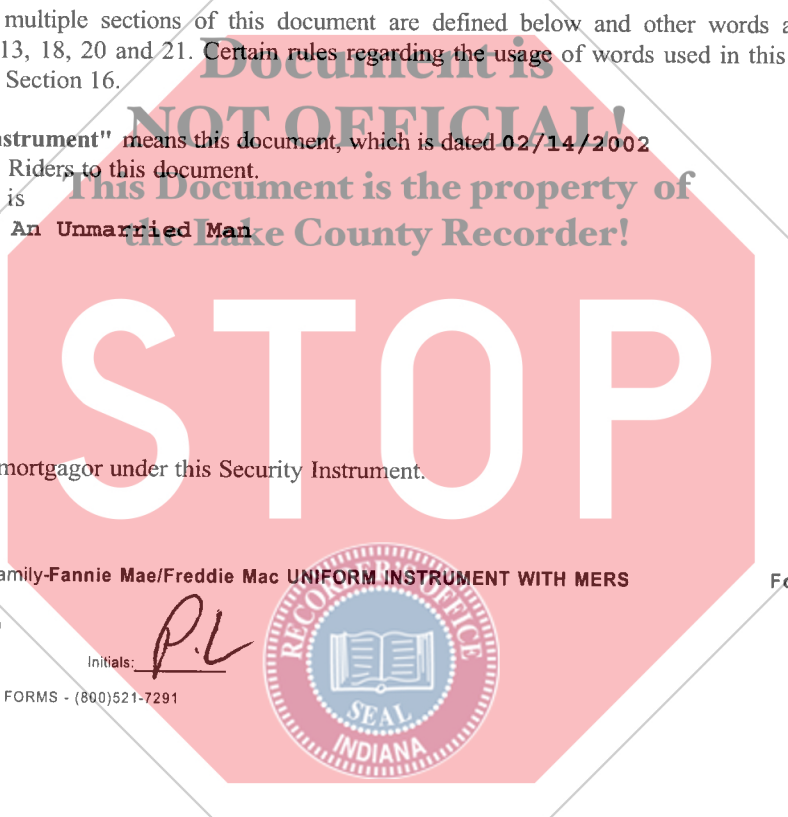 multiple sections of this document are defined below and other words a
13, 18, 20 and 21. Certain rules regarding the usage of words used in this
Section 16.
Document is
NOT OFFICIAL!
This Document is the property of
the Lake County Recorder!
nstrument" means this document, which is dated 02/14/2002
Riders to this document.
is
An Unmarried Man
STOP
mortgagor under this Security Instrument.
amily-Fannie Mae/Freddie Mac UNIFORM INSTRUMENT WITH MERS
Fo
Initials: P.L
FORMS - (800)521-7291
RECORDER'S OFFICE
SEAL
INDIANA